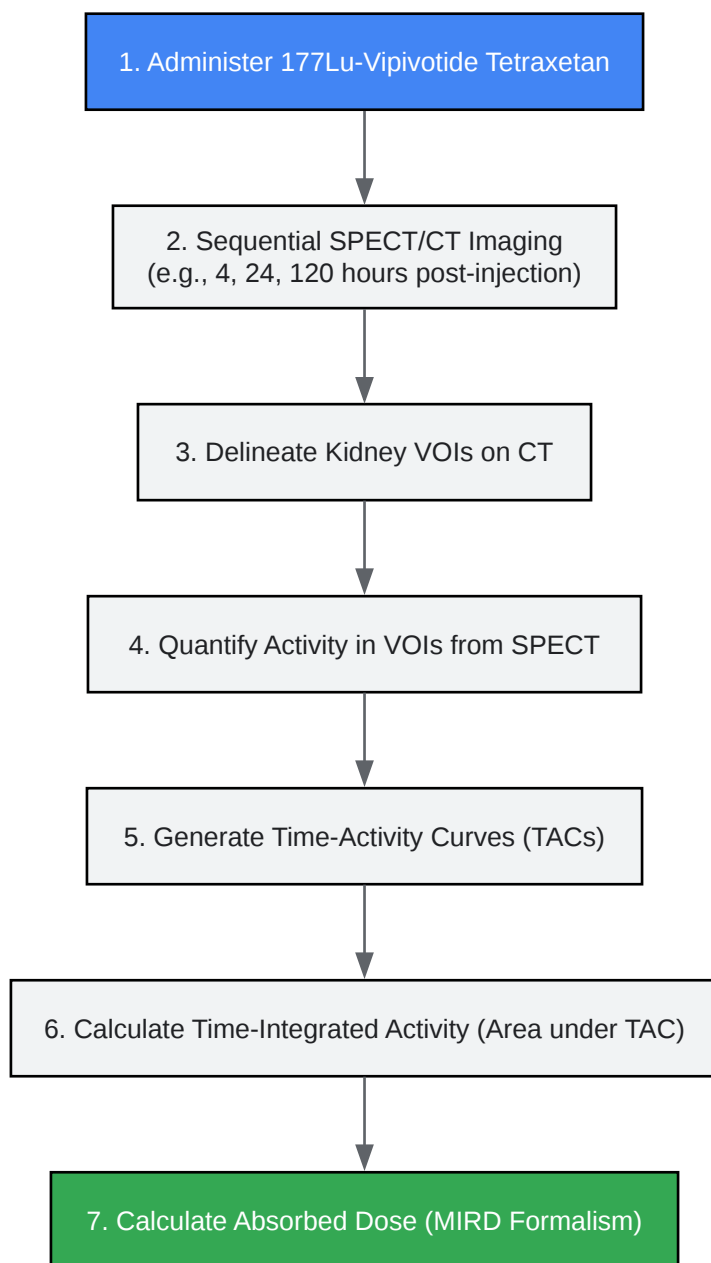 1. Administer 177Lu-Vipivotide Tetraxetan
2. Sequential SPECT/CT Imaging
(e.g., 4, 24, 120 hours post-injection)
3. Delineate Kidney VOIs on CT
4. Quantify Activity in VOIs from SPECT
5. Generate Time-Activity Curves (TACs)
6. Calculate Time-Integrated Activity (Area under TAC)
7. Calculate Absorbed Dose (MIRD Formalism)